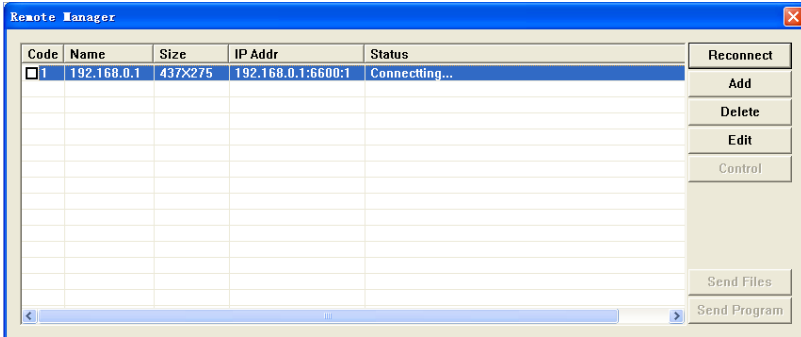 Remote Manager
Code Name Size IP Addr Status
1 192.168.0.1 437X275 192.168.0.1:6600:1 Connectting...
Reconnect
Add
Delete
Edit
Control
Send Files
Send Program